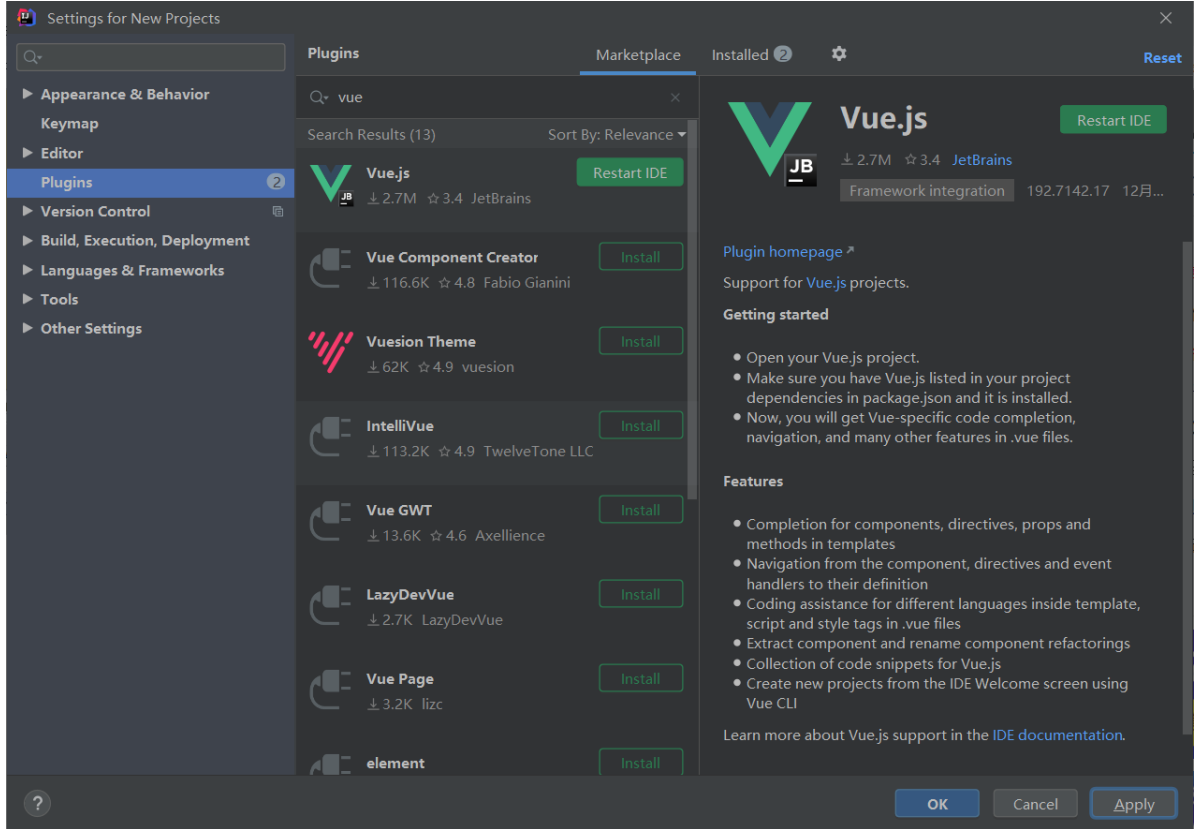 Settings for New Projects
Appearance & Behavior
Keymap
Editor
Plugins 2
Version Control
Build, Execution, Deployment
Languages & Frameworks
Tools
Other Settings
Plugins Marketplace Installed 2 Reset
vue
Search Results (13) Sort By: Relevance
Vue.js Restart IDE
2.7M 3.4 JetBrains
Vue Component Creator Install
116.6K 4.8 Fabio Gianini
Vuesion Theme Install
62K 4.9 vuesion
IntelliVue Install
113.2K 4.9 TwelveTone LLC
Vue GWT Install
13.6K 4.6 Axellience
LazyDevVue Install
2.7K LazyDevVue
Vue Page Install
3.2K lizc
element Install
JB
Vue.js Restart IDE
2.7M 3.4 JetBrains
Framework integration 192.7142.17 12月...
Plugin homepage
Support for Vue.js projects.
Getting started
Open your Vue.js project.
Make sure you have Vue.js listed in your project
dependencies in package.json and it is installed.
Now, you will get Vue-specific code completion,
navigation, and many other features in .vue files.
Features
Completion for components, directives, props and
methods in templates
Navigation from the component, directives and event
handlers to their definition
Coding assistance for different languages inside template,
script and style tags in .vue files
Extract component and rename component refactorings
Collection of code snippets for Vue.js
Create new projects from the IDE Welcome screen using
Vue CLI
Learn more about Vue.js support in the IDE documentation.
? OK Cancel Apply